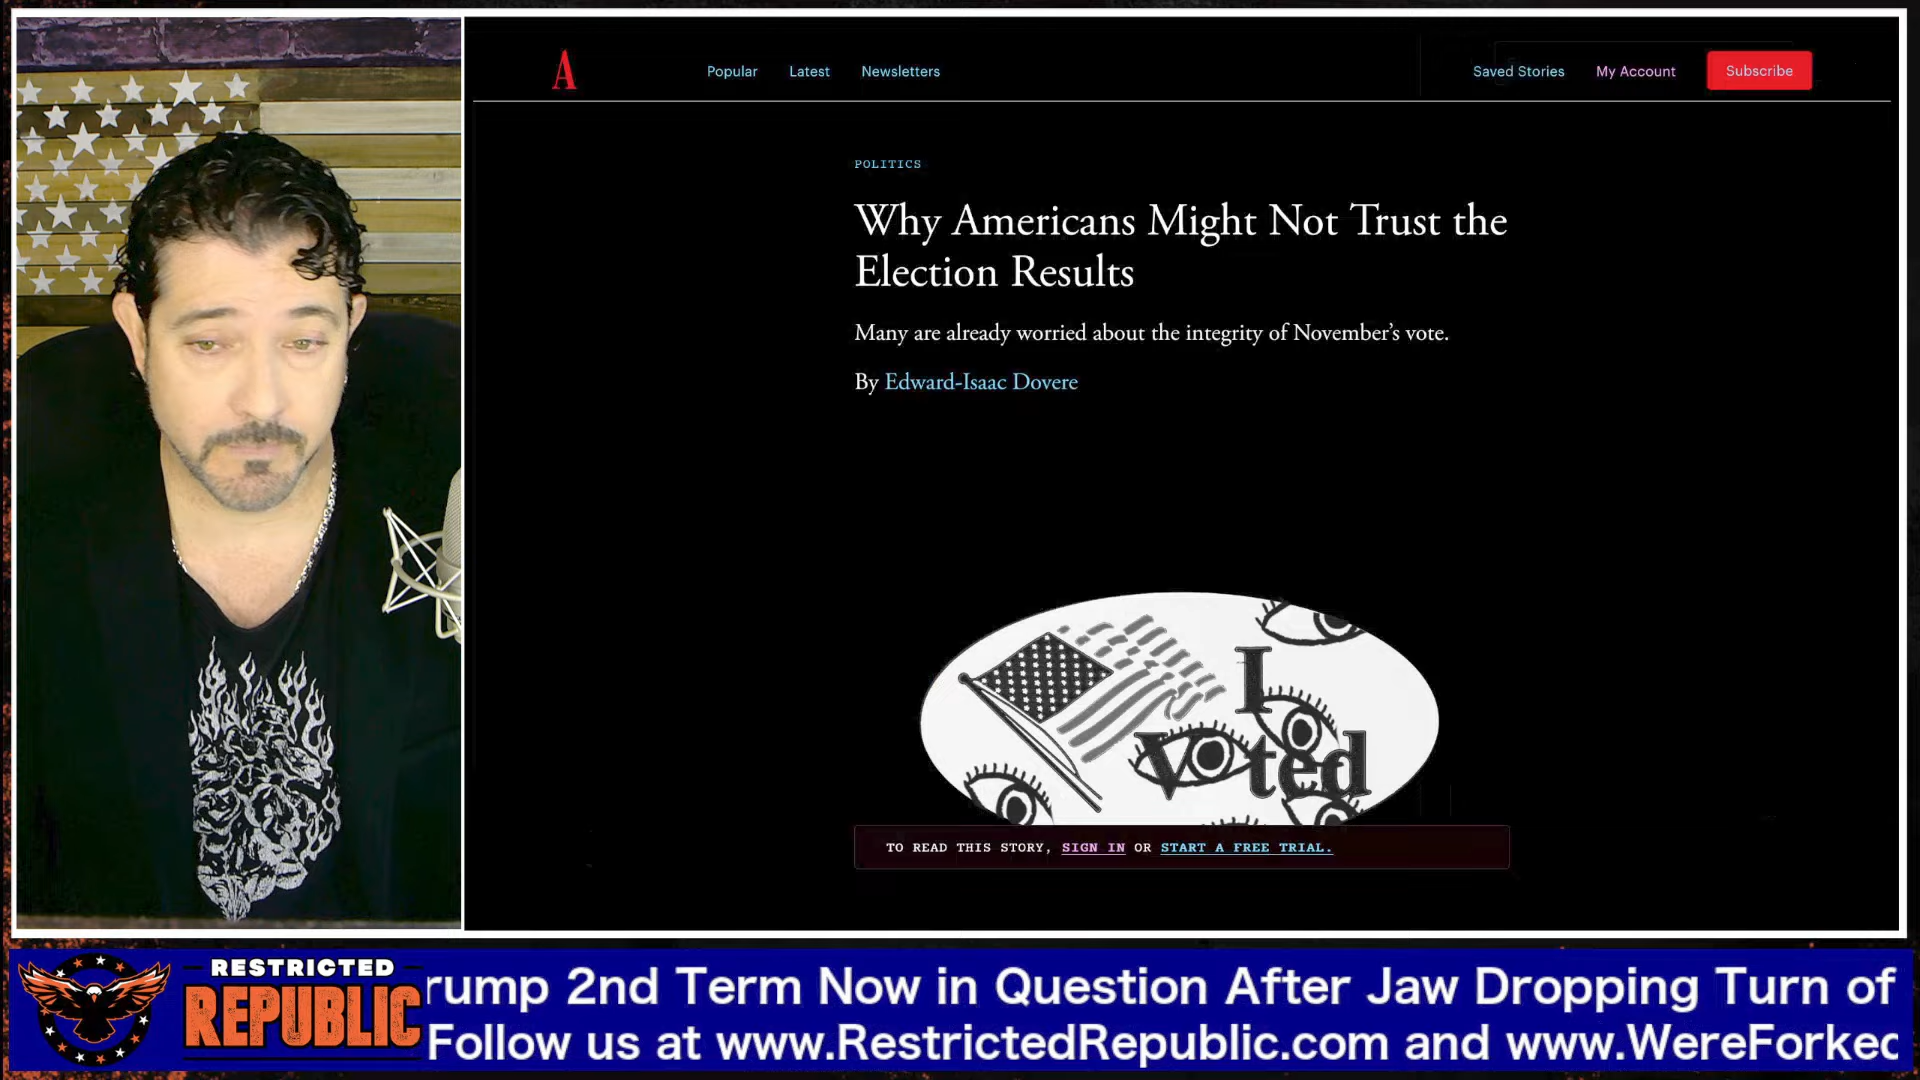 A
Popular Latest Newsletters
Saved Stories My Account Subscribe
POLITICS
Why Americans Might Not Trust the
Election Results
Many are already worried about the integrity of November's vote.
By Edward-Isaac Dovere
I
Voted
TO READ THIS STORY, SIGN IN OR START A FREE TRIAL.
RESTRICTED
REPUBLIC
rump 2nd Term Now in Question After Jaw Dropping Turn of
Follow us at www.RestrictedRepublic.com and www.WereForked